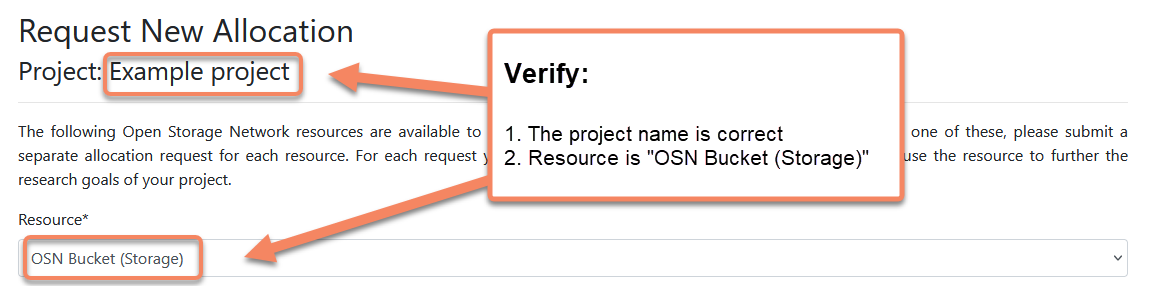 Request New Allocation
Project: Example project
Verify:
1. The project name is correct
2. Resource is "OSN Bucket (Storage)"
The following Open Storage Network resources are available to one of these, please submit a
separate allocation request for each resource. For each request use the resource to further the
research goals of your project.
Resource*
OSN Bucket (Storage)